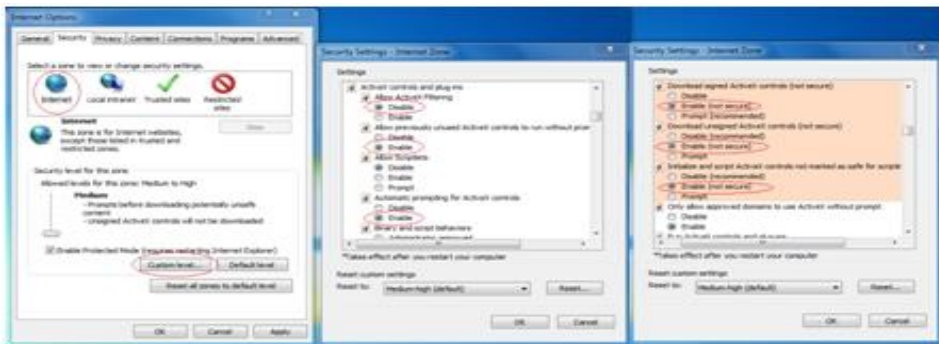 Internet Options
General Security Privacy Content Connections Programs Advanced
Select a zone to view or change security settings.
Internet Local intranet Trusted sites Restricted sites
Internet
This zone is for Internet websites,
except those listed in trusted and
restricted zones.
Sites
Security level for this zone
Allowed levels for this zone: Medium to High
Medium
- Prompts before downloading potentially unsafe
content
- Unsigned ActiveX controls will not be downloaded
Enable Protected Mode (requires restarting Internet Explorer)
Custom level... Default level
Reset all zones to default level
OK Cancel Apply
Security Settings - Internet Zone
Settings
ActiveX controls and plug-ins
Allow ActiveX Filtering
Disable
Enable
Allow previously unused ActiveX controls to run without prom
Disable
Enable
Allow Scriptlets
Disable
Enable
Prompt
Automatic prompting for ActiveX controls
Disable
Enable
Binary and script behaviors
Administrator approved
*Takes effect after you restart your computer
Reset custom settings
Reset to: Medium-high (default) Reset...
OK Cancel
Security Settings - Internet Zone
Settings
Download signed ActiveX controls (not secure)
Disable
Enable (not secure)
Prompt (recommended)
Download unsigned ActiveX controls (not secure)
Disable (recommended)
Enable (not secure)
Prompt
Initialize and script ActiveX controls not marked as safe for scripti
Disable (recommended)
Enable (not secure)
Prompt
Only allow approved domains to use ActiveX without prompt
Disable
Enable
Run ActiveX controls and plug-ins
*Takes effect after you restart your computer
Reset custom settings
Reset to: Medium-high (default) Reset...
OK Cancel